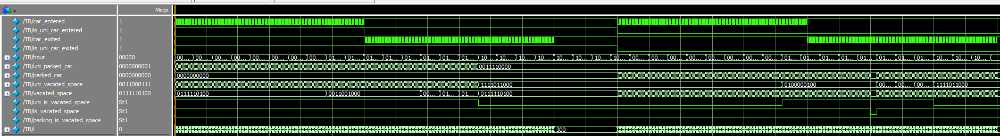 Msgs
/TB/car_entered 1
/TB/is_uni_car_entered 1
/TB/car_exited 1
/TB/is_uni_car_exited 1
/TB/hour 00000 00... 00... 00... 00... 00... 00... 00... 00... 01... 01... 01... 01... 01... 01... 01... 01... 10... 10... 10... 10... 10... 10... 10... 10... 00... 00... 00... 00... 00... 00... 00... 01... 01... 01... 01... 01... 01... 01... 01... 10... 10... 10...
/TB/uni_parked_car 0000000001 0011110000
/TB/parked_car 0000000000 0000000000
/TB/uni_vacated_space 0011000111 1111011000 0100000100 00... 00... 00... 1111011000
/TB/vacated_space 0111110100 0111110100 0011001000 00... 01... 01... 0111110100
/TB/uni_is_vacated_space St1
/TB/is_vacated_space St1
/TB/parking_is_vacated_space St1
/TB/i 0 300